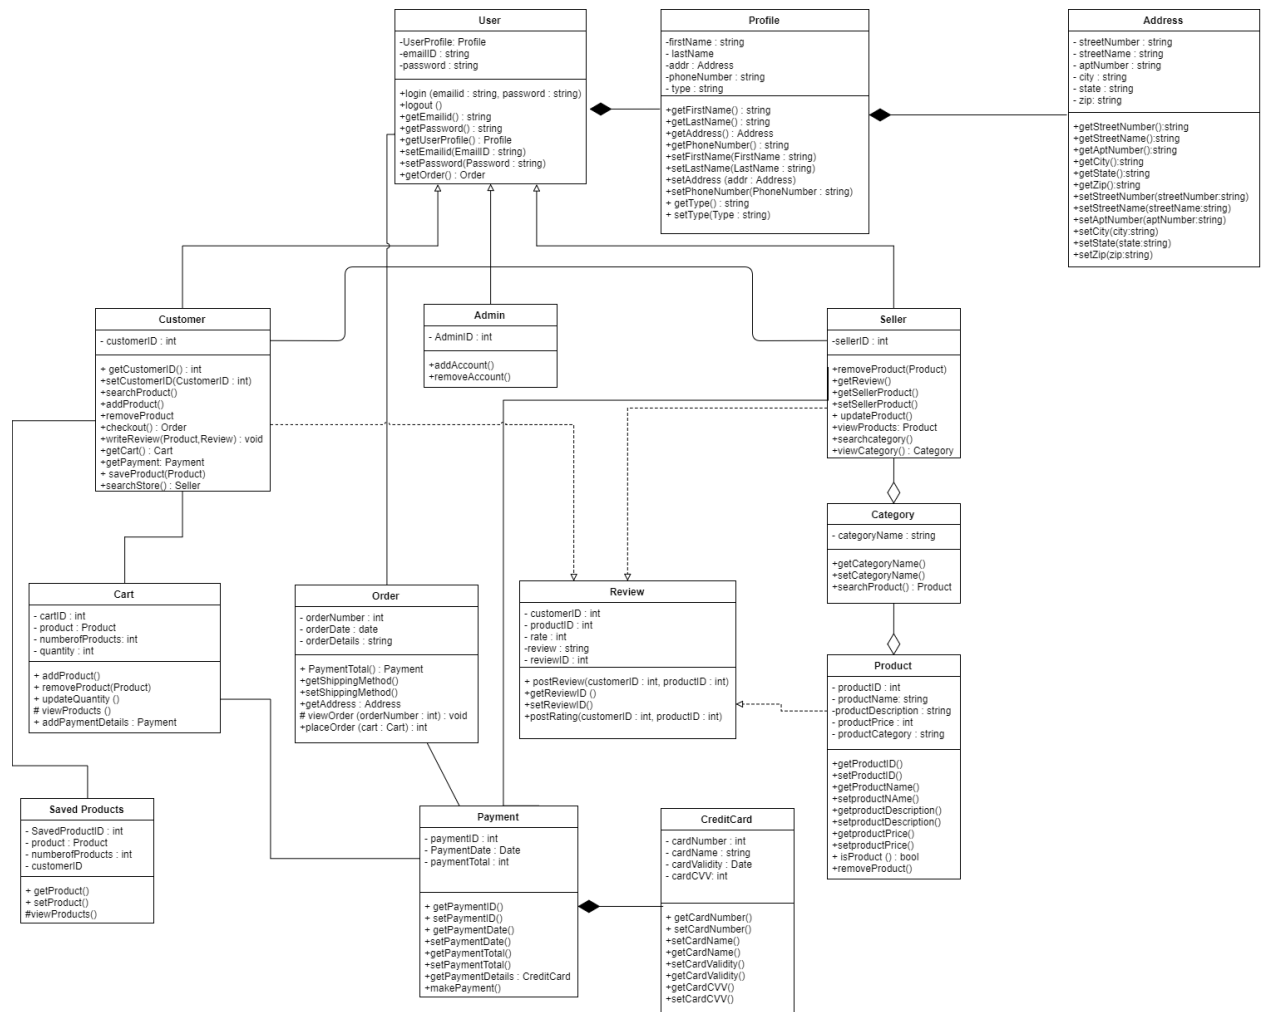 User
-UserProfile: Profile
-emailID : string
-password : string
+login (emailid : string, password : string)
+logout ()
+getEmailid() : string
+getPassword() : string
+getUserProfile() : Profile
+setEmailid(EmailID : string)
+setPassword(Password : string)
+getOrder() : Order
Profile
-firstName : string
- lastName
-addr : Address
-phoneNumber : string
- type : string
+getFirstName() : string
+getLastName() : string
+getAddress() : Address
+getPhoneNumber() : string
+setFirstName(FirstName : string)
+setLastName(LastName : string)
+setAddress (addr : Address)
+setPhoneNumber(PhoneNumber : string)
+ getType() : string
+ setType(Type : string)
Address
- streetNumber : string
- streetName : string
- aptNumber : string
- city : string
- state : string
- zip: string
+getStreetNumber():string
+getStreetName():string
+getAptNumber():string
+getCity():string
+getState():string
+getZip():string
+setStreetNumber(streetNumber:string)
+setStreetName(streetName:string)
+setAptNumber(aptNumber:string)
+setCity(city:string)
+setState(state:string)
+setZip(zip:string)
Customer
- customerID : int
+ getCustomerID() : int
+setCustomerID(CustomerID : int)
+searchProduct()
+addProduct()
+removeProduct
+checkout() : Order
+writeReview(Product,Review) : void
+getCart() : Cart
+getPayment: Payment
+ saveProduct(Product)
+searchStore() : Seller
Admin
- AdminID : int
+addAccount()
+removeAccount()
Seller
-sellerID : int
+removeProduct(Product)
+getReview()
+getSellerProduct()
+setSellerProduct()
+ updateProduct()
+viewProducts: Product
+searchcategory()
+viewCategory() : Category
Category
- categoryName : string
+getCategoryName()
+setCategoryName()
+searchProduct() : Product
Cart
- cartID : int
- product : Product
- numberofProducts: int
- quantity : int
+ addProduct()
+ removeProduct(Product)
+ updateQuantity ()
# viewProducts ()
+ addPaymentDetails : Payment
Order
- orderNumber : int
- orderDate : date
- orderDetails : string
+ PaymentTotal() : Payment
+getShippingMethod()
+setShippingMethod()
+getAddress : Address
# viewOrder (orderNumber : int) : void
+placeOrder (cart : Cart) : int
Review
- customerID : int
- productID : int
- rate : int
-review : string
- reviewID : int
+ postReview(customerID : int, productID : int)
+getReviewID ()
+setReviewID()
+postRating(customerID : int, productID : int)
Product
- productID : int
- productName: string
-productDescription : string
- productPrice : int
- productCategory : string
+getProductID()
+setProductID()
+getProductName()
+setproductNAme()
+getproductDescription()
+setproductDescription()
+getproductPrice()
+setproductPrice()
+ isProduct () : bool
+removeProduct()
Saved Products
- SavedProductID : int
- product : Product
- numberofProducts : int
- customerID
+ getProduct()
+ setProduct()
#viewProducts()
Payment
- paymentID : int
- PaymentDate : Date
- paymentTotal : int
+ getPaymentID()
+ setPaymentID()
+ getPaymentDate()
+setPaymentDate()
+getPaymentTotal()
+setPaymentTotal()
+getPaymentDetails : CreditCard
+makePayment()
CreditCard
- cardNumber : int
- cardName : string
- cardValidity : Date
- cardCVV: int
+ getCardNumber()
+ setCardNumber()
+setCardName()
+getCardName()
+setCardValidity()
+getCardValidity()
+getCardCVV()
+setCardCVV()